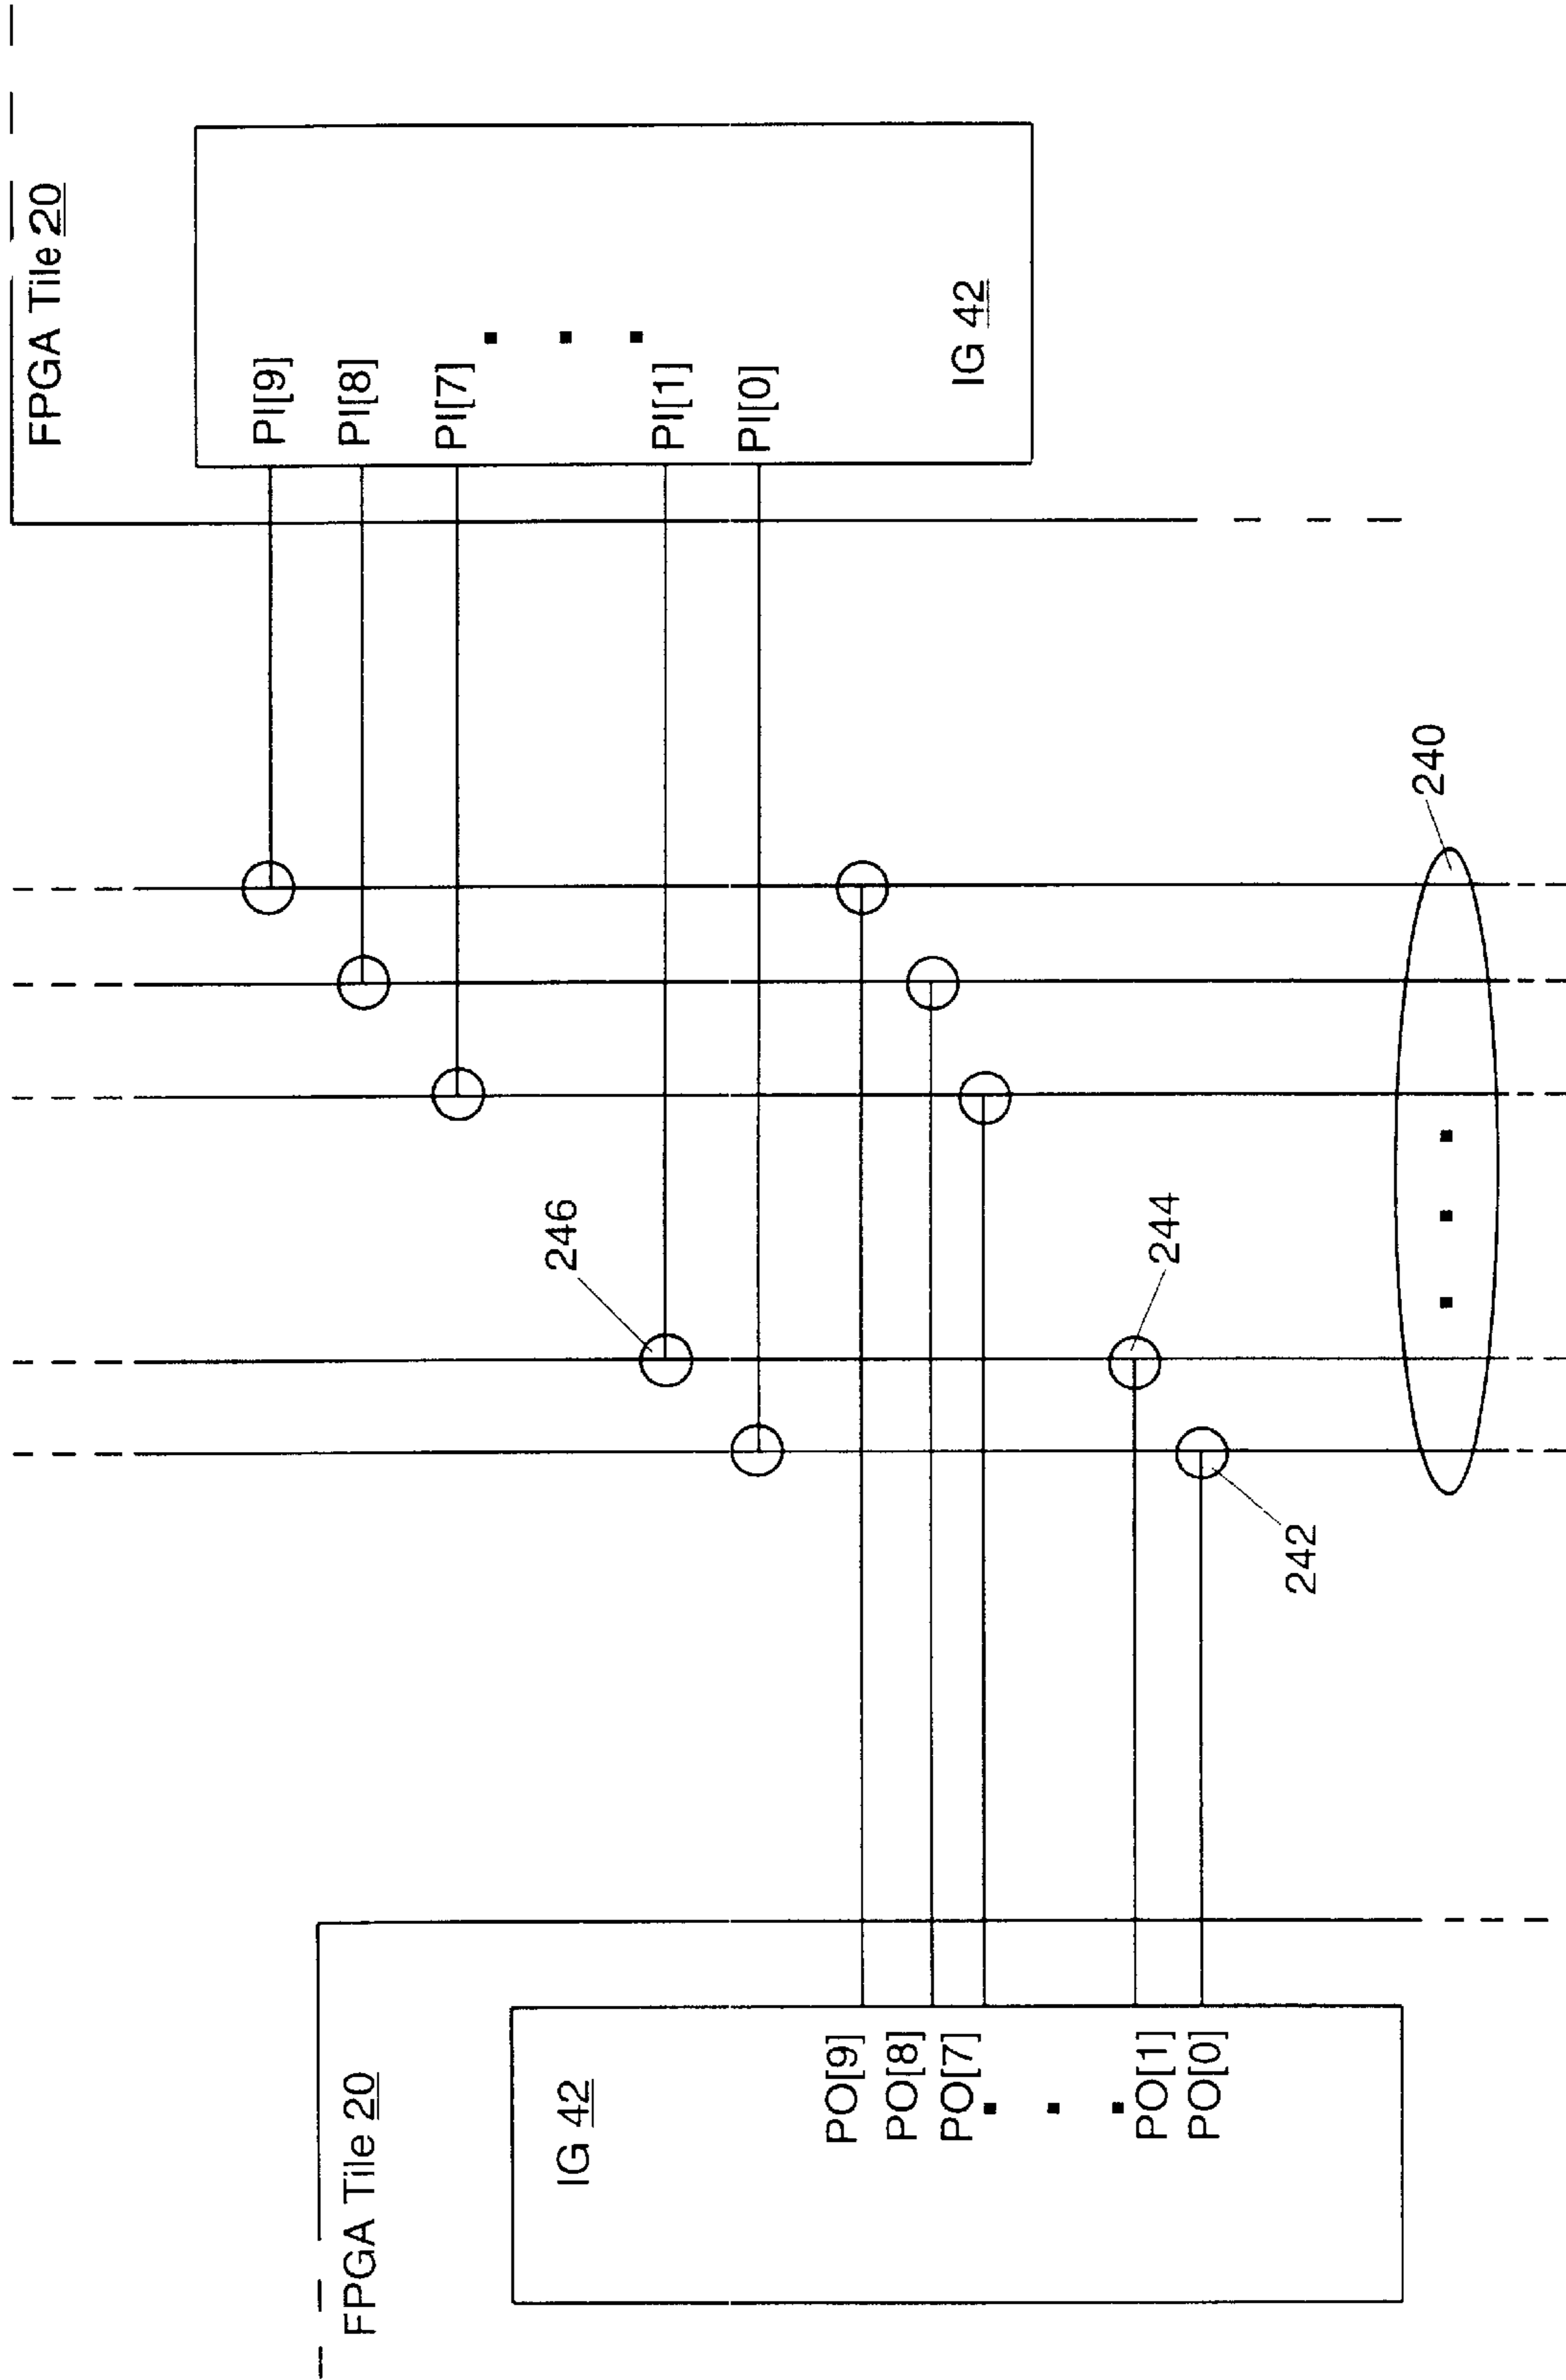 FPGA Tile 20
IG 42
PO[9]
PO[8]
PO[7]
PO[1]
PO[0]
242
244
246
240
FPGA Tile 20
PI[9]
PI[8]
PI[7]
PI[1]
PI[0]
IG 42